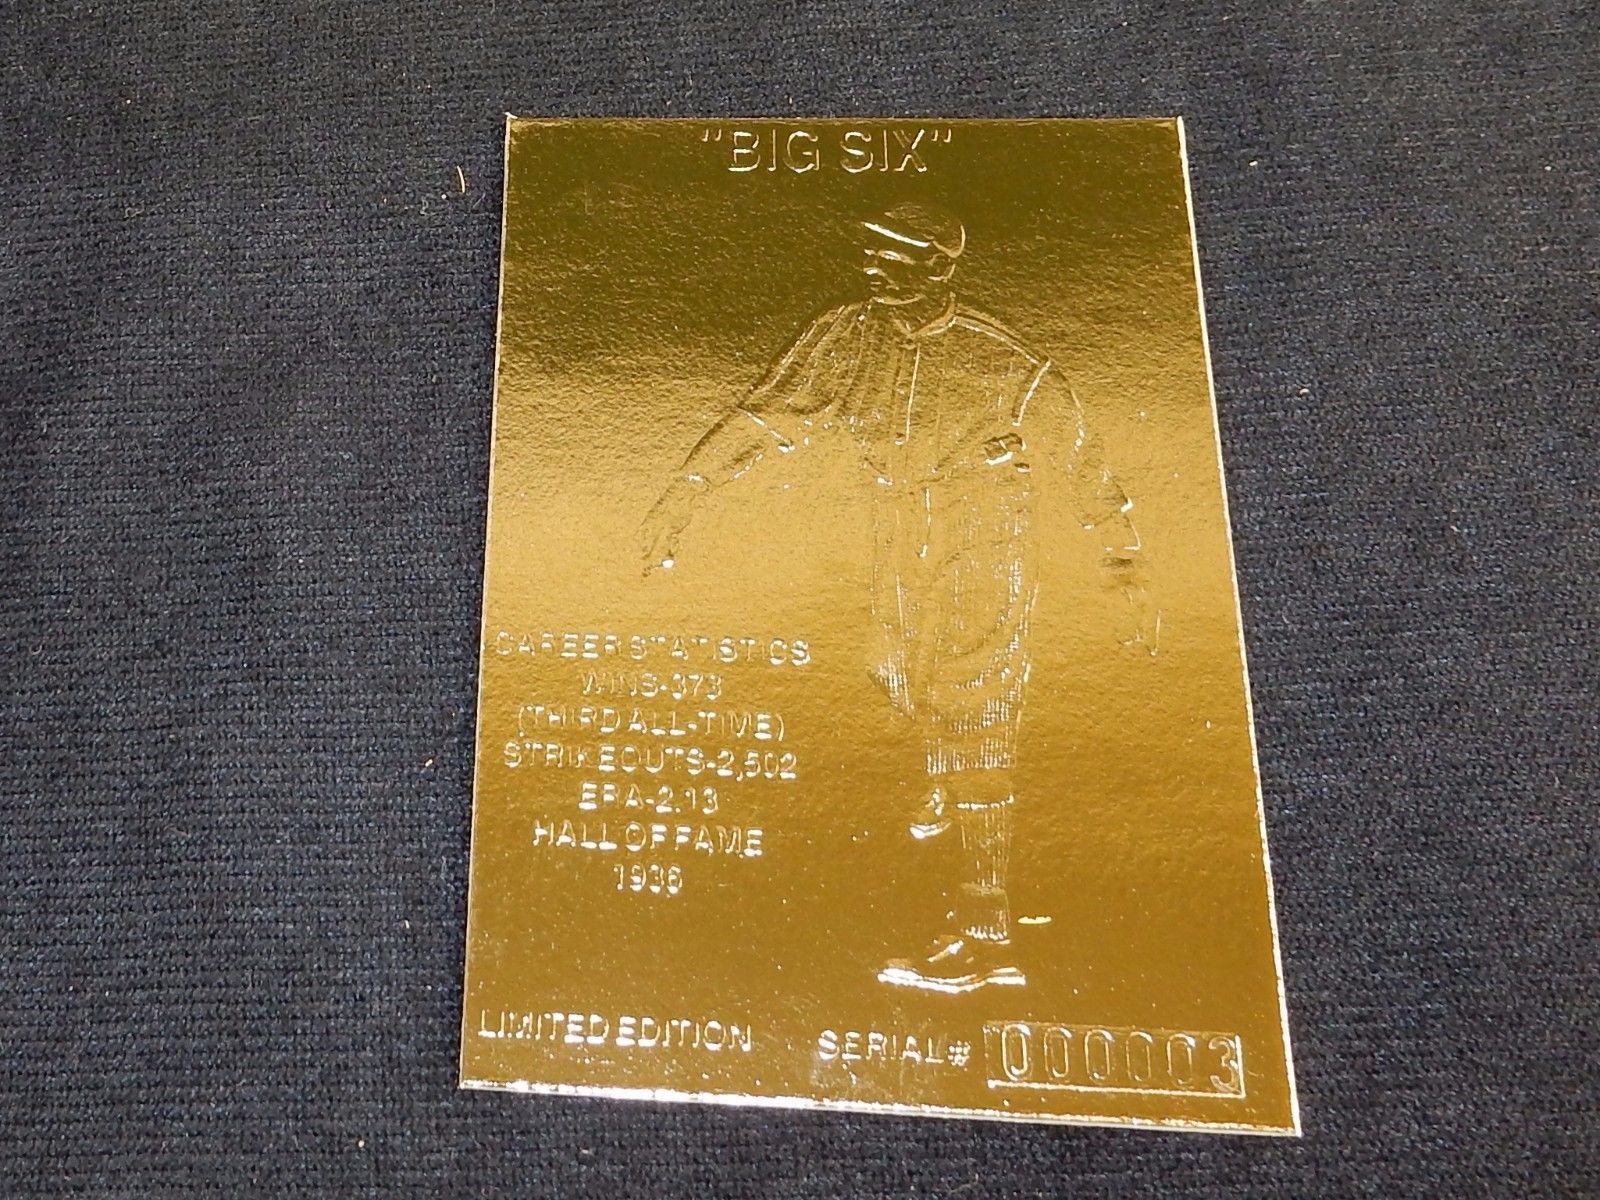 "BIG SIX"
CAREER STATISTICS
WINS-373
(THIRD ALL-TIME)
STRIKEOUTS-2,502
ERA-2.13
HALL OF FAME
1936
LIMITED EDITION SERIAL# 000003